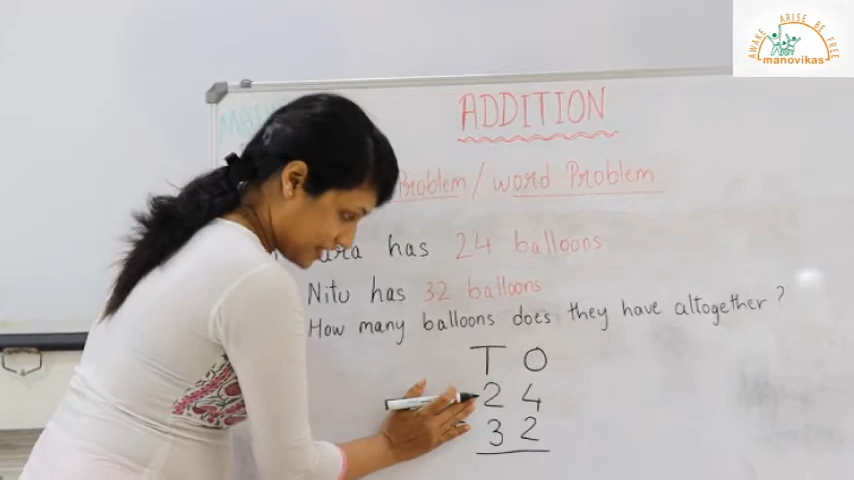 AWAKE ARISE BE FREE
manovikas
ADDITION
Problem / word Problem
has 24 balloons
Nitu has 32 balloons
How many balloons does they have altogether ?
T O
2 4
3 2